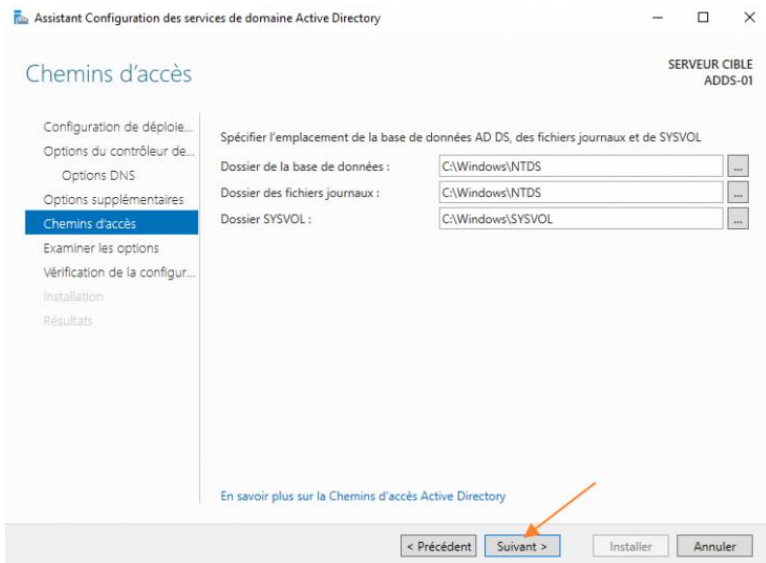 Assistant Configuration des services de domaine Active Directory
Chemins d'accès
SERVEUR CIBLE
ADDS-01
Configuration de déploie...
Options du contrôleur de...
Options DNS
Options supplémentaires
Chemins d'accès
Examiner les options
Vérification de la configur...
Installation
Résultats
Spécifier l'emplacement de la base de données AD DS, des fichiers journaux et de SYSVOL
Dossier de la base de données : C:\Windows\NTDS ...
Dossier des fichiers journaux : C:\Windows\NTDS ...
Dossier SYSVOL : C:\Windows\SYSVOL ...
En savoir plus sur la Chemins d'accès Active Directory
< Précédent Suivant > Installer Annuler